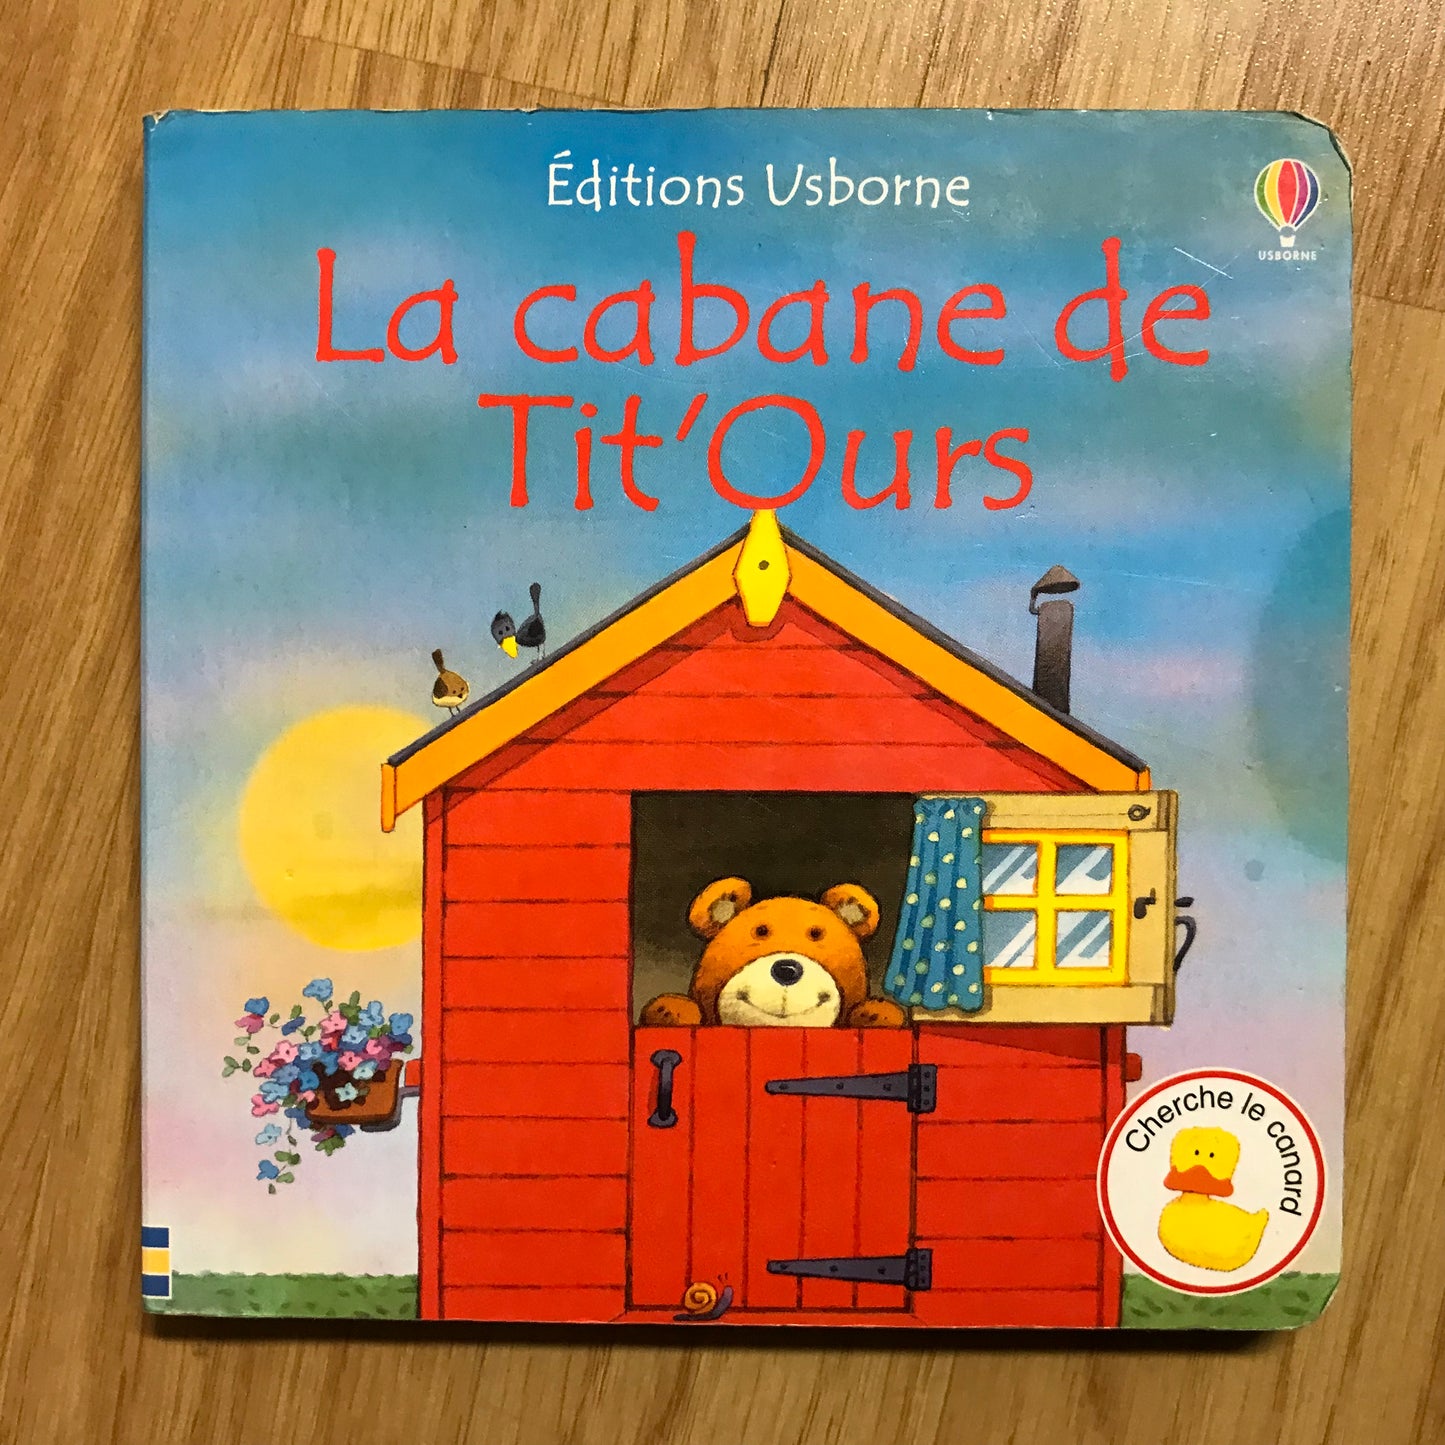 Éditions Usborne
USBORNE
La cabane de
Tit'Ours
Cherche le canard